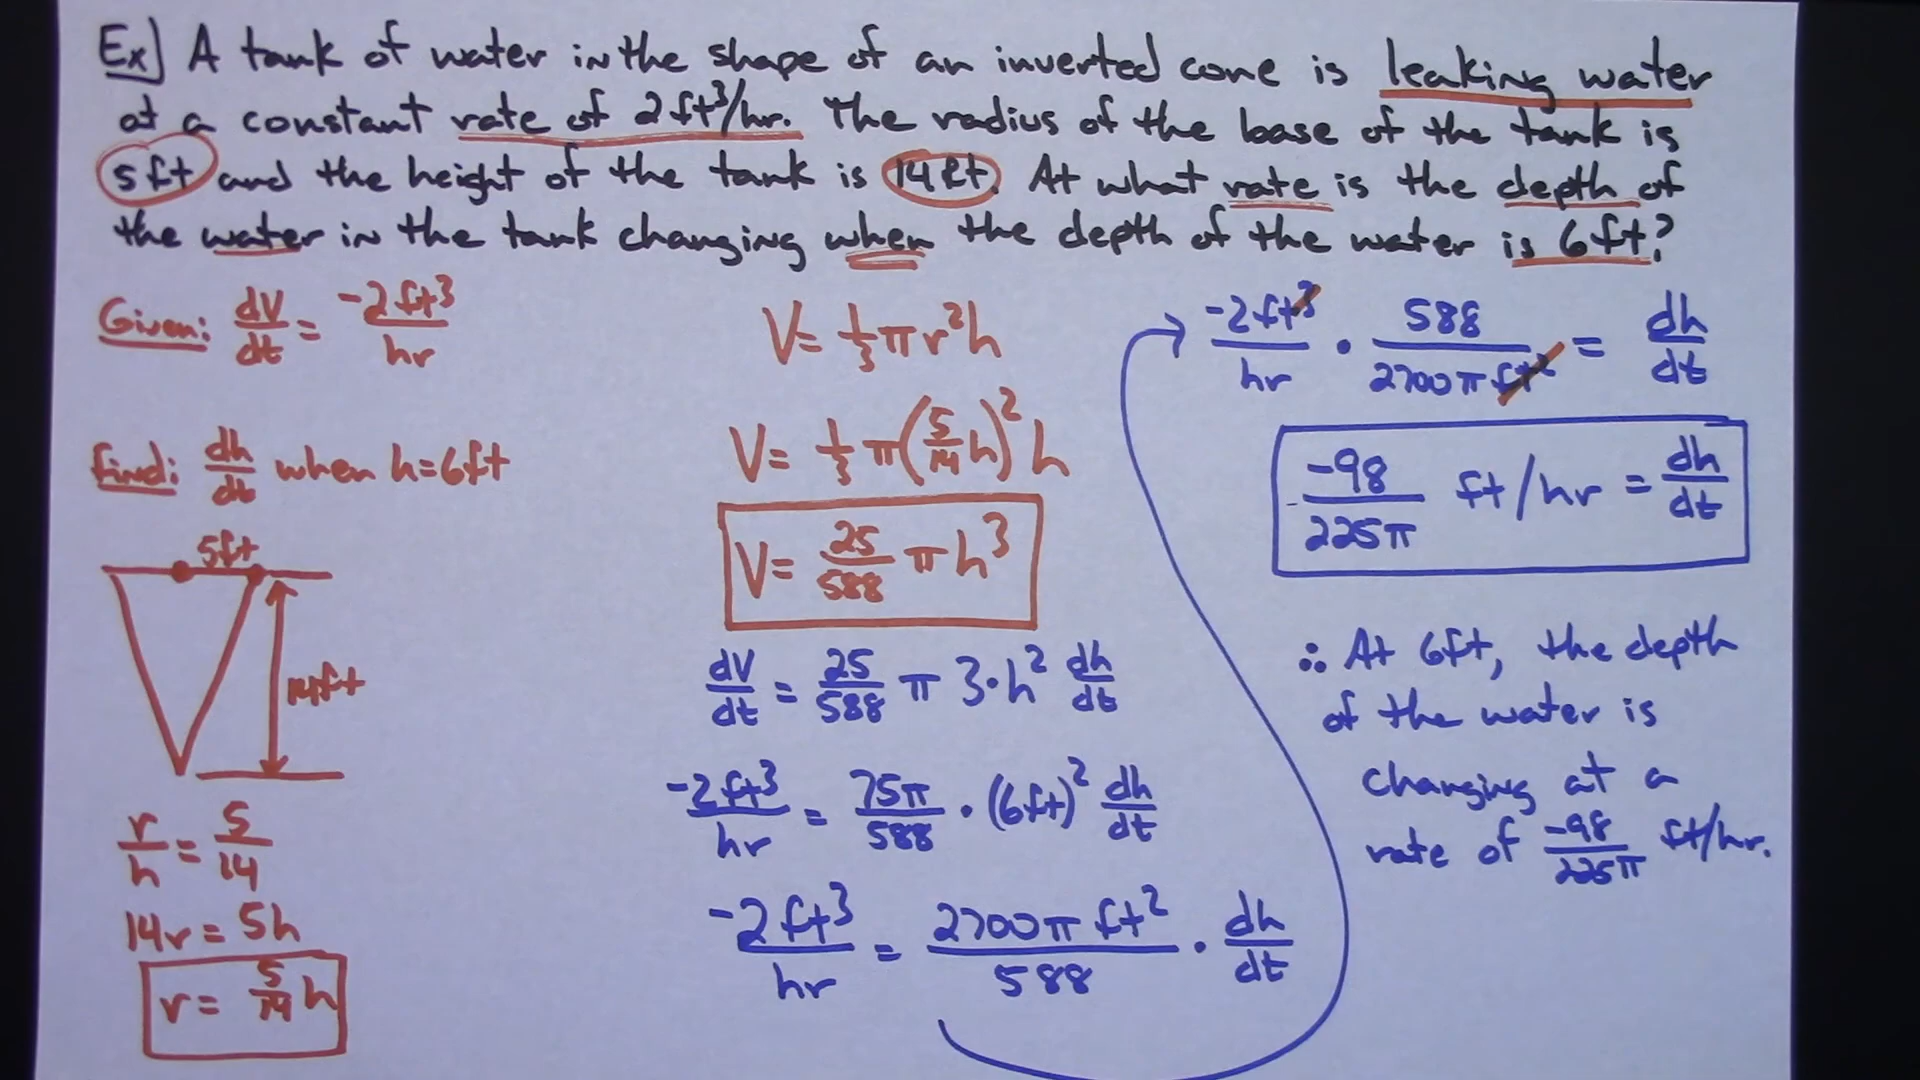 Ex] A tank of water in the shape of an inverted cone is leaking water
at a constant rate of 2 ft³/hr. The radius of the base of the tank is
5ft and the height of the tank is 14ft. At what rate is the depth of
the water in the tank changing when the depth of the water is 6ft?
Given: dV/dt = -2ft³/hr
Find: dh/dt when h=6ft
5ft
14ft
r/h = 5/14
14r = 5h
r = 5/14 h
V = 1/3 π r² h
V = 1/3 π (5/14 h)² h
V = 25/588 π h³
dV/dt = 25/588 π 3·h² dh/dt
-2ft³/hr = 75π/588 · (6ft)² dh/dt
-2ft³/hr = 2700π ft²/588 · dh/dt
-2ft³/hr · 588/2700π ft² = dh/dt
-98/225π ft/hr = dh/dt
∴ At 6ft, the depth
of the water is
changing at a
rate of -98/225π ft/hr.